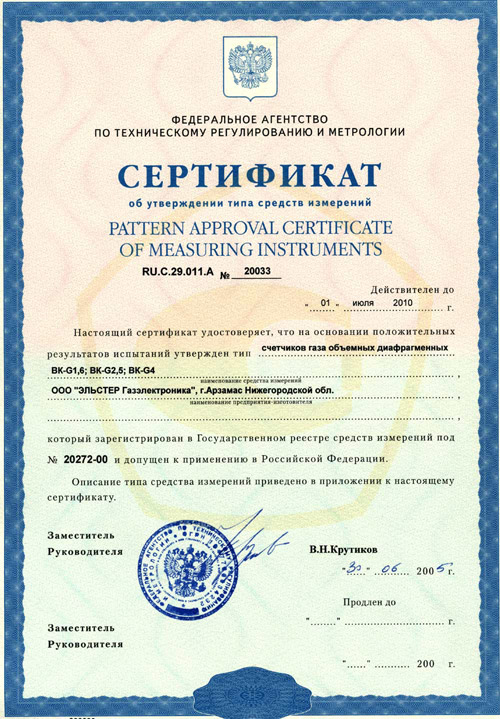 ФЕДЕРАЛЬНОЕ АГЕНТСТВО
ПО ТЕХНИЧЕСКОМУ РЕГУЛИРОВАНИЮ И МЕТРОЛОГИИ
СЕРТИФИКАТ
об утверждении типа средств измерений
PATTERN APPROVAL CERTIFICATE
OF MEASURING INSTRUMENTS
RU.C.29.011.A № 20033
Действителен до
" 01 " июля 2010 г.
Настоящий сертификат удостоверяет, что на основании положительных
результатов испытаний утвержден тип счетчиков газа объемных диафрагменных
ВК-G1,6; ВК-G2,5; ВК-G4 ,
наименование средства измерений
ООО "ЭЛЬСТЕР Газэлектроника", г.Арзамас Нижегородской обл.
наименование предприятия-изготовителя
,
который зарегистрирован в Государственном реестре средств измерений под
№ 20272-00 и допущен к применению в Российской Федерации.
Описание типа средства измерений приведено в приложении к настоящему
сертификату.
Заместитель
Руководителя
В.Н.Крутиков
"30" 06 2005 г.
Продлен до
"........" .................... г.
Заместитель
Руководителя
"......" ............ 200 г.